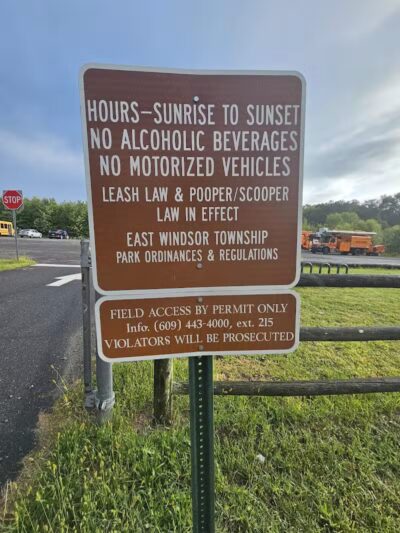 HOURS–SUNRISE TO SUNSET
NO ALCOHOLIC BEVERAGES
NO MOTORIZED VEHICLES
LEASH LAW & POOPER/SCOOPER
LAW IN EFFECT
EAST WINDSOR TOWNSHIP
PARK ORDINANCES & REGULATIONS
FIELD ACCESS BY PERMIT ONLY
Info. (609) 443-4000, ext. 215
VIOLATORS WILL BE PROSECUTED
STOP